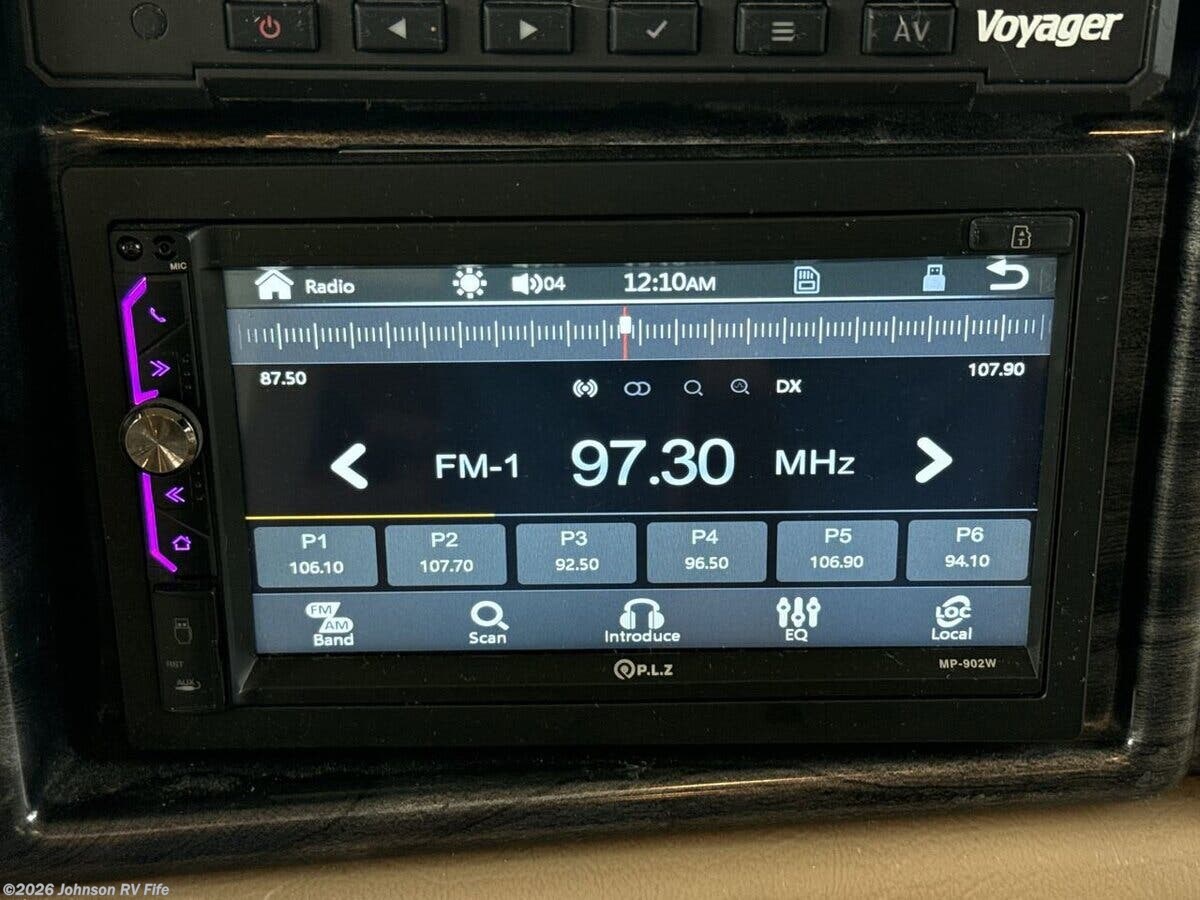 AV
Voyager
MIC
Radio
04
12:10AM
87.50
107.90
DX
FM-1
97.30
MHz
P1
P2
P3
P4
P5
P6
106.10
107.70
92.50
96.50
106.90
94.10
FM
AM
Band
Scan
Introduce
EQ
LOC
Local
RST
AUX
P.L.Z
MP-902W
©2026 Johnson RV Fife